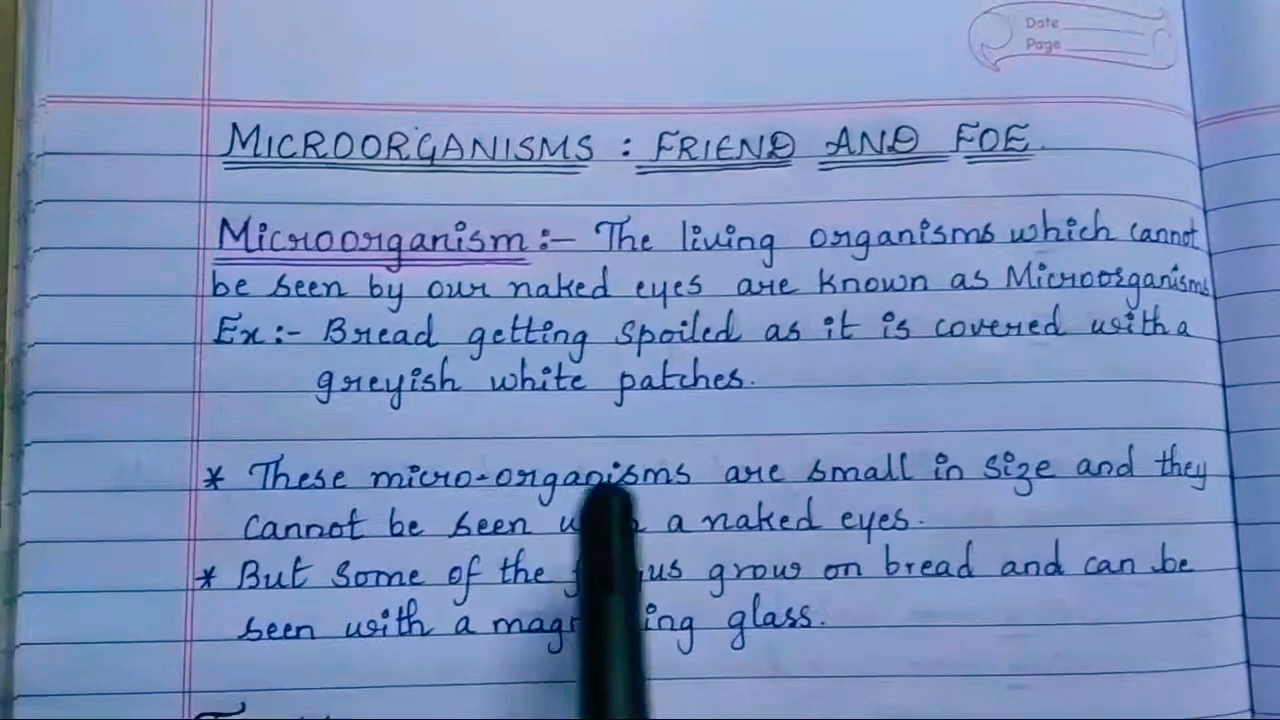 Date
Page
MICROORGANISMS : FRIEND AND FOE.
Microorganism :- The living organisms which cannot
be seen by our naked eyes are known as Microorganisms
Ex :- Bread getting spoiled as it is covered with a
greyish white patches.
* These micro-organisms are small in size and they
cannot be seen a naked eyes.
* But some of the grow on bread and can be
seen with a glass.